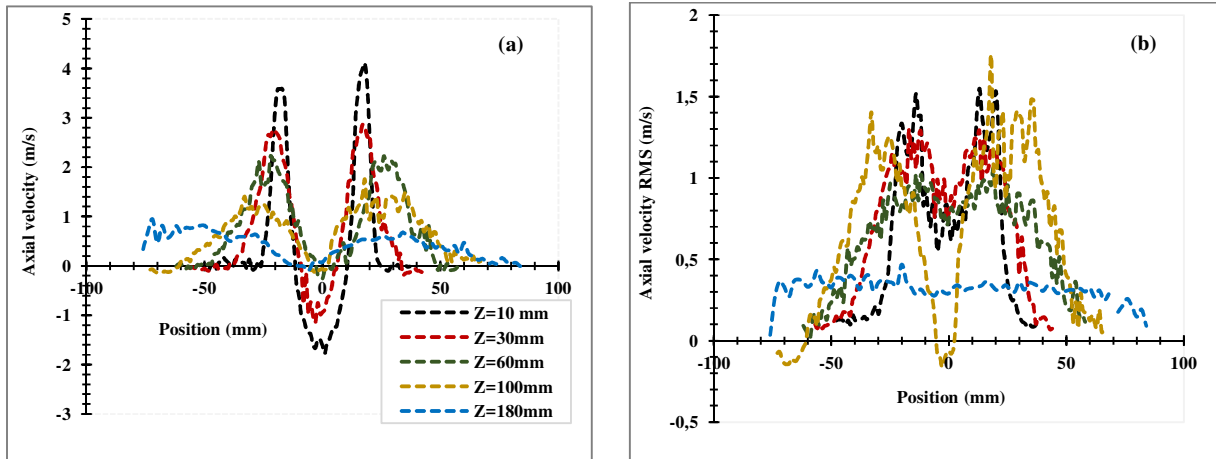 (a)
Axial velocity (m/s)
5
4
3
2
1
0
-1
-2
-3
-100
-50
0
50
100
Position (mm)
Z=10 mm
Z=30mm
Z=60mm
Z=100mm
Z=180mm
(b)
Axial velocity RMS (m/s)
2
1,5
1
0,5
0
-0,5
-100
-50
0
50
100
Position (mm)